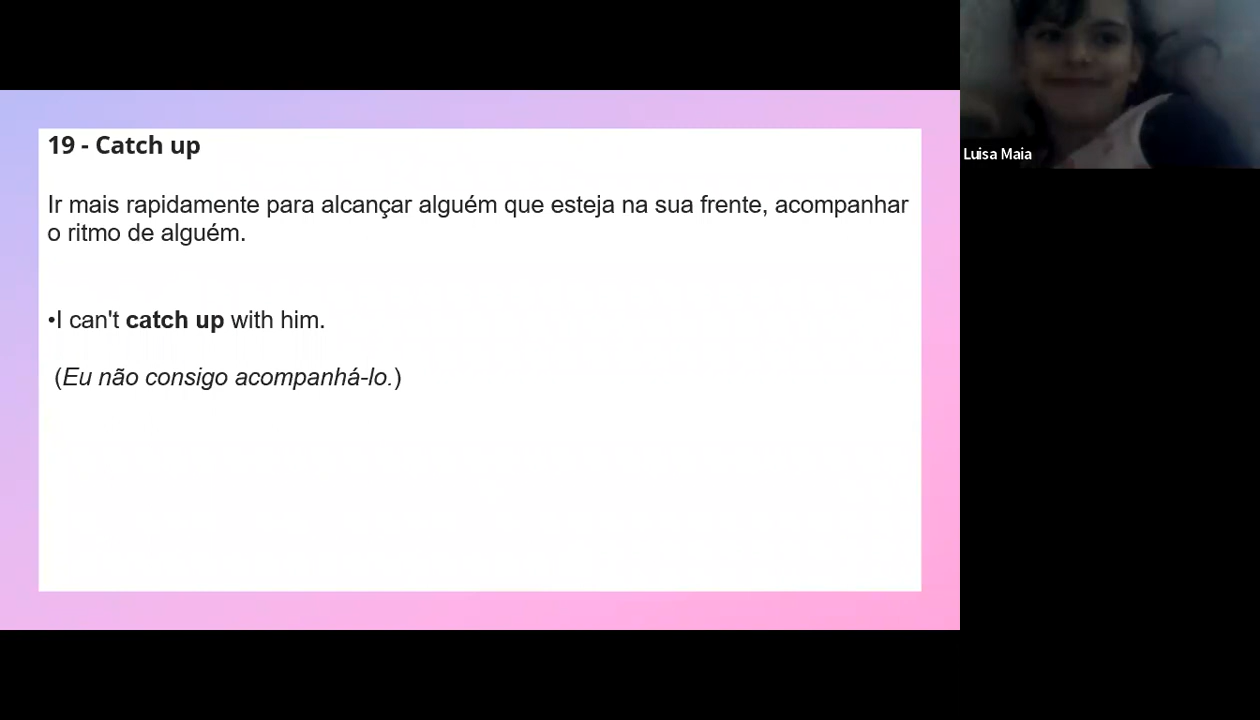 19 - Catch up
Ir mais rapidamente para alcançar alguém que esteja na sua frente, acompanhar
o ritmo de alguém.
•I can't catch up with him.
(Eu não consigo acompanhá-lo.)
Luisa Maia